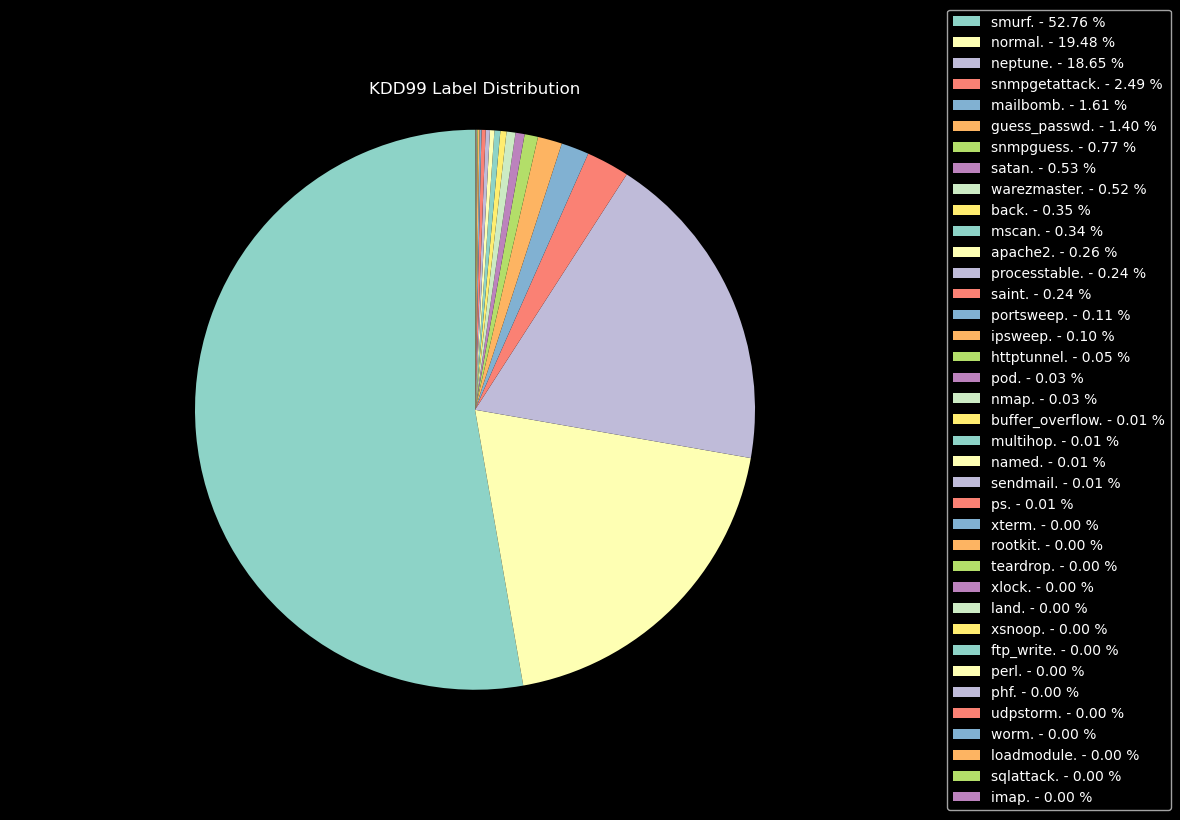 KDD99 Label Distribution
smurf. - 52.76 %
normal. - 19.48 %
neptune. - 18.65 %
snmpgetattack. - 2.49 %
mailbomb. - 1.61 %
guess_passwd. - 1.40 %
snmpguess. - 0.77 %
satan. - 0.53 %
warezmaster. - 0.52 %
back. - 0.35 %
mscan. - 0.34 %
apache2. - 0.26 %
processtable. - 0.24 %
saint. - 0.24 %
portsweep. - 0.11 %
ipsweep. - 0.10 %
httptunnel. - 0.05 %
pod. - 0.03 %
nmap. - 0.03 %
buffer_overflow. - 0.01 %
multihop. - 0.01 %
named. - 0.01 %
sendmail. - 0.01 %
ps. - 0.01 %
xterm. - 0.00 %
rootkit. - 0.00 %
teardrop. - 0.00 %
xlock. - 0.00 %
land. - 0.00 %
xsnoop. - 0.00 %
ftp_write. - 0.00 %
perl. - 0.00 %
phf. - 0.00 %
udpstorm. - 0.00 %
worm. - 0.00 %
loadmodule. - 0.00 %
sqlattack. - 0.00 %
imap. - 0.00 %